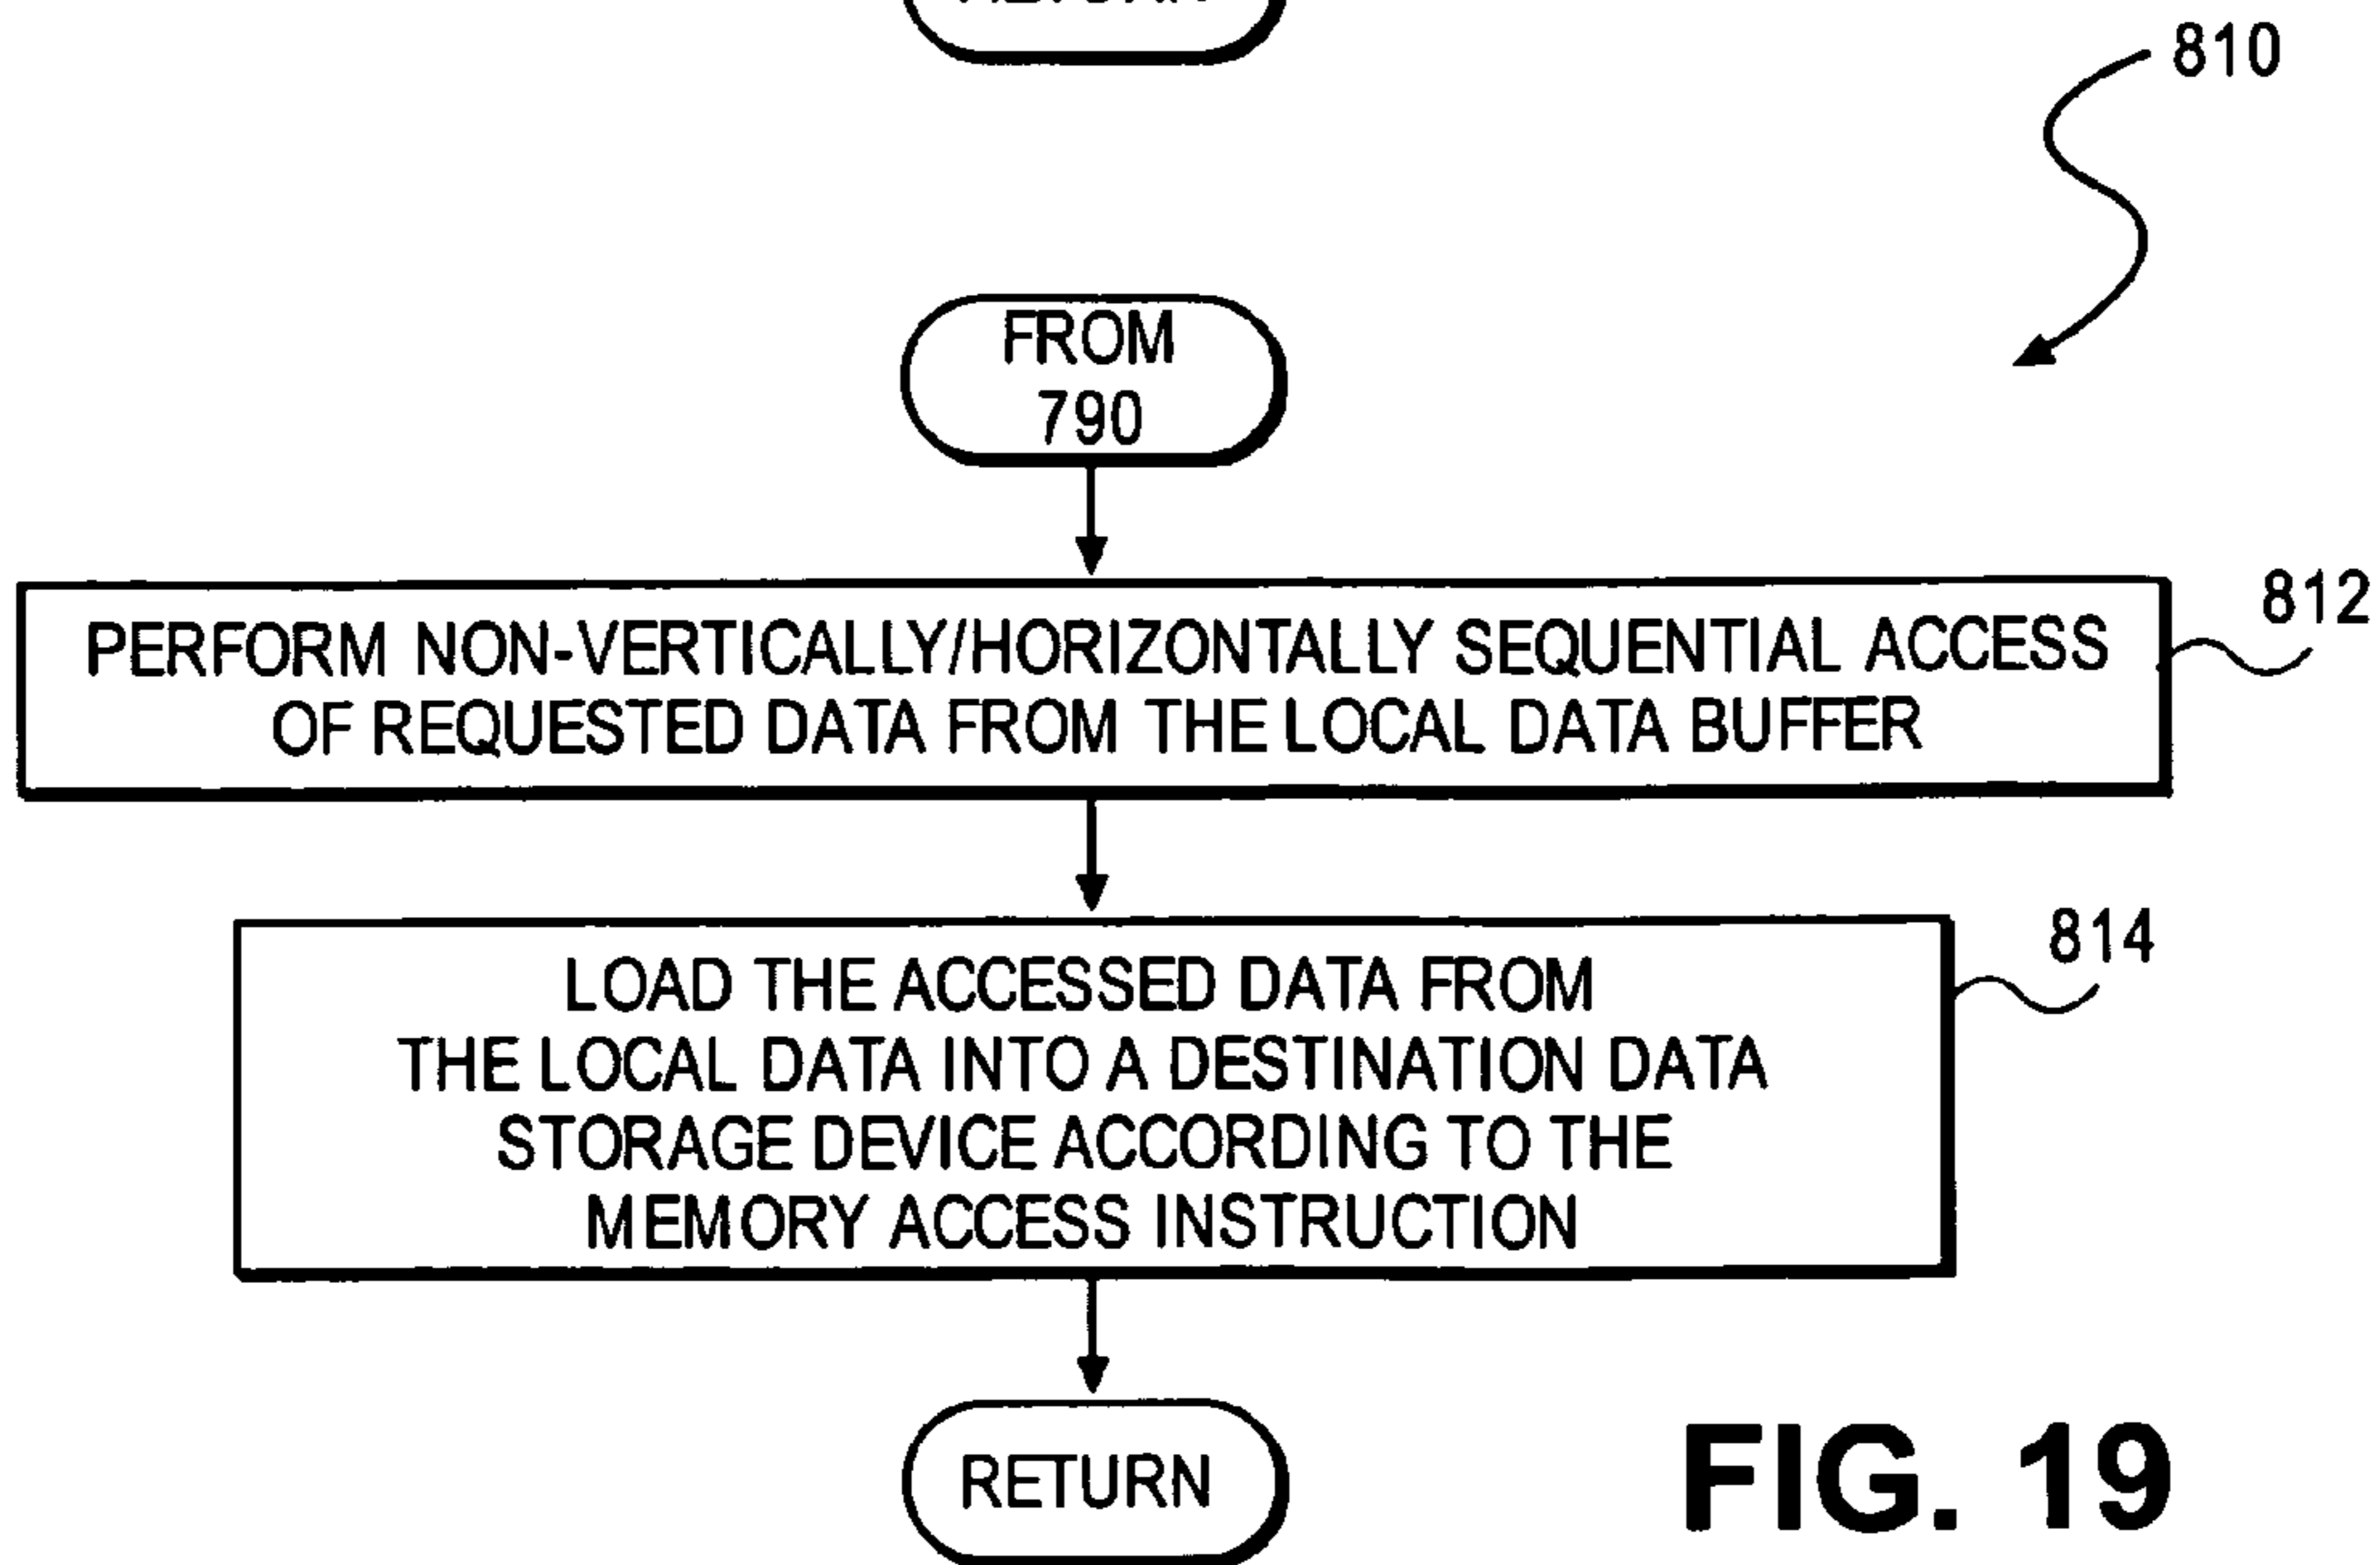 810
FROM
790
812
PERFORM NON-VERTICALLY/HORIZONTALLY SEQUENTIAL ACCESS
OF REQUESTED DATA FROM THE LOCAL DATA BUFFER
814
LOAD THE ACCESSED DATA FROM
THE LOCAL DATA INTO A DESTINATION DATA
STORAGE DEVICE ACCORDING TO THE
MEMORY ACCESS INSTRUCTION
RETURN
FIG. 19